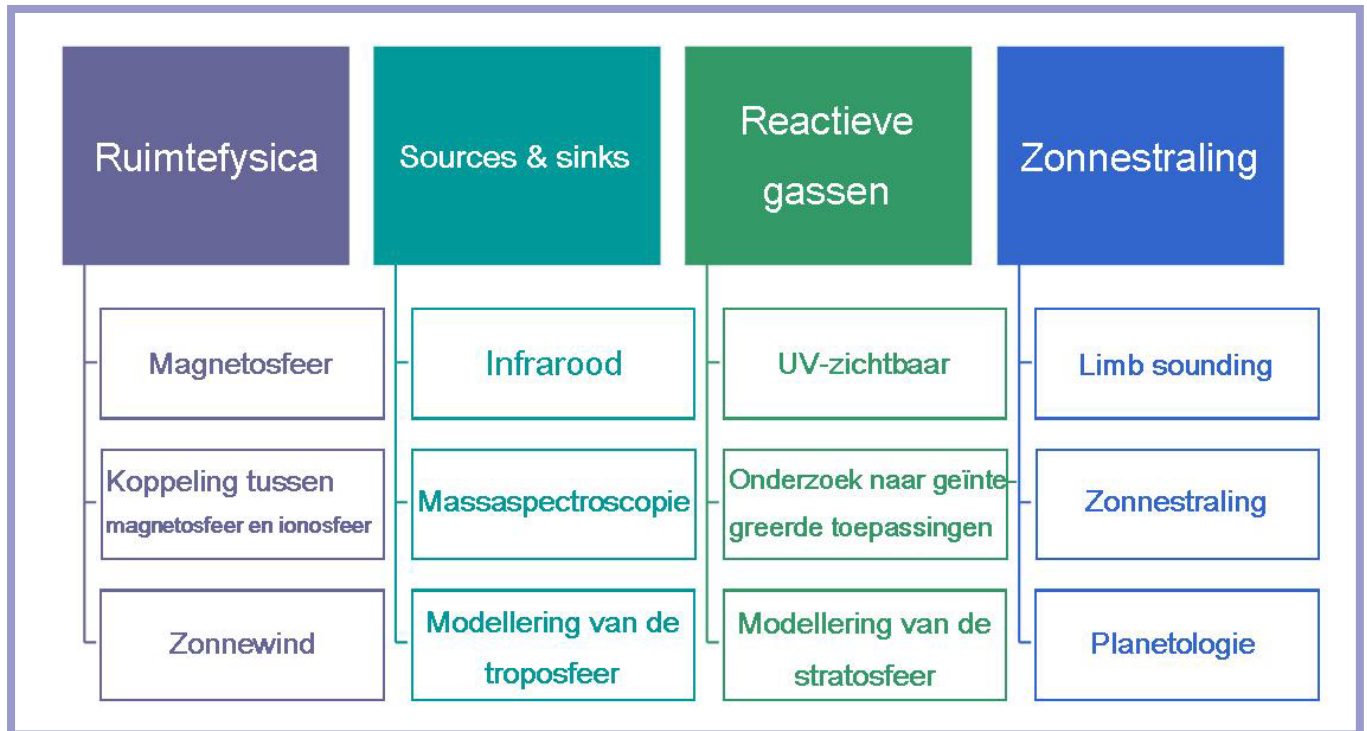 Ruimtefysica
Magnetosfeer
Koppeling tussen
magnetosfeer en ionosfeer
Zonnewind
Sources & sinks
Infrarood
Massaspectroscopie
Modellering van de
troposfeer
Reactieve
gassen
UV-zichtbaar
Onderzoek naar geïnte-
greerde toepassingen
Modellering van de
stratosfeer
Zonnestraling
Limb sounding
Zonnestraling
Planetologie